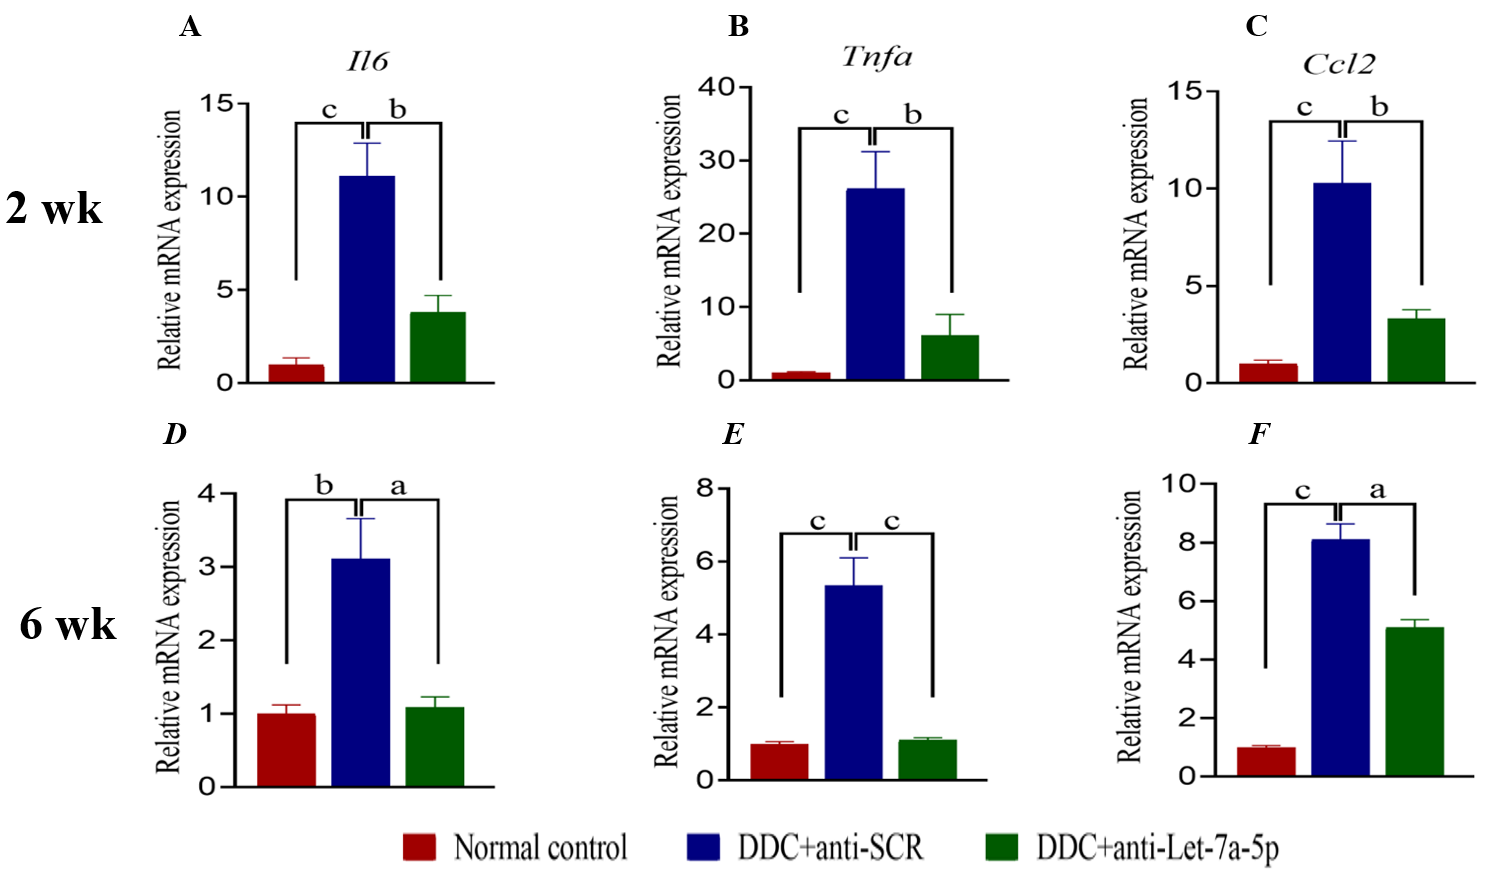 A
B
C
Il6
Tnfa
Ccl2
2 wk
Relative mRNA expression
15
10
5
0
c
b
Relative mRNA expression
40
30
20
10
0
c
b
Relative mRNA expression
15
10
5
0
c
b
D
E
F
6 wk
Relative mRNA expression
4
3
2
1
0
b
a
Relative mRNA expression
8
6
4
2
0
c
c
Relative mRNA expression
10
8
6
4
2
0
c
a
Normal control
DDC+anti-SCR
DDC+anti-Let-7a-5p